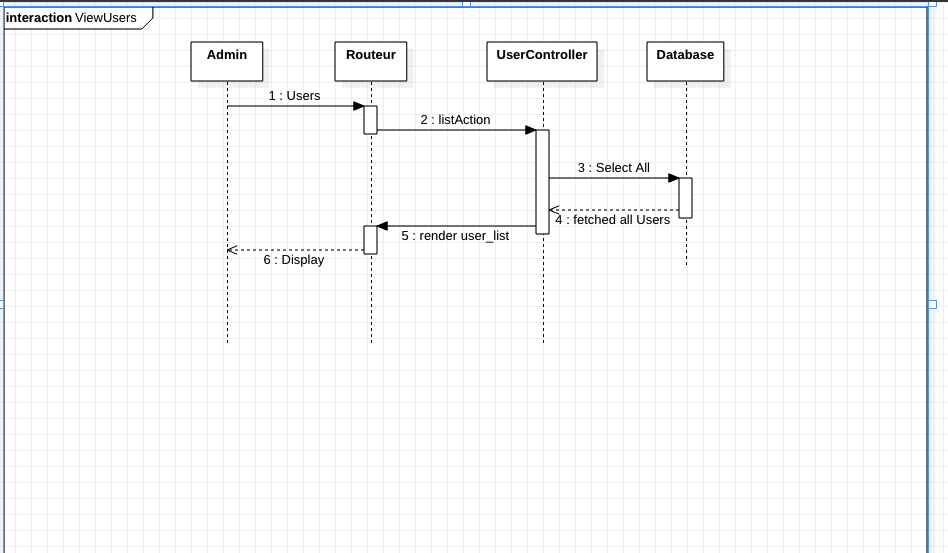 interaction ViewUsers
Admin
Routeur
UserController
Database
1 : Users
2 : listAction
3 : Select All
4 : fetched all Users
5 : render user_list
6 : Display